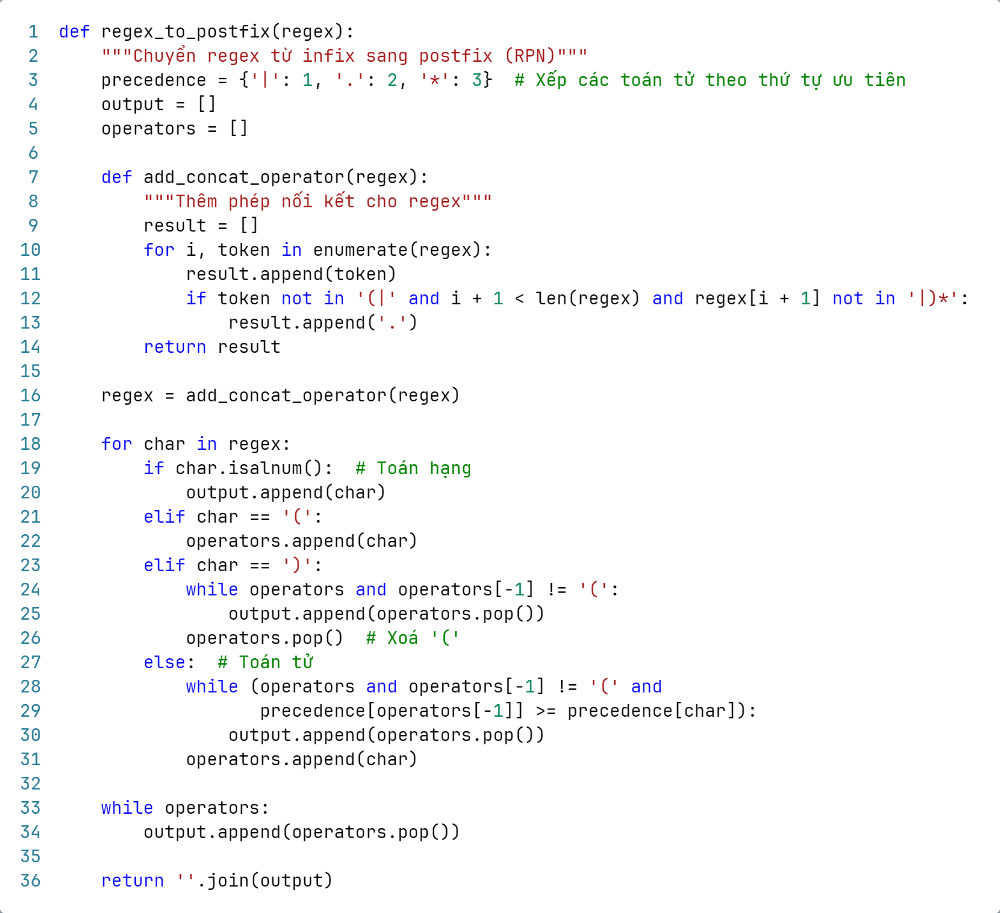 1 def regex_to_postfix(regex):
2     """Chuyển regex từ infix sang postfix (RPN)"""
3     precedence = {'|': 1, '.': 2, '*': 3}  # Xếp các toán tử theo thứ tự ưu tiên
4     output = []
5     operators = []
6
7     def add_concat_operator(regex):
8         """Thêm phép nối kết cho regex"""
9         result = []
10         for i, token in enumerate(regex):
11             result.append(token)
12             if token not in '(|' and i + 1 < len(regex) and regex[i + 1] not in '|)*':
13                 result.append('.')
14         return result
15
16     regex = add_concat_operator(regex)
17
18     for char in regex:
19         if char.isalnum():  # Toán hạng
20             output.append(char)
21         elif char == '(':
22             operators.append(char)
23         elif char == ')':
24             while operators and operators[-1] != '(':
25                 output.append(operators.pop())
26             operators.pop()  # Xoá '('
27         else:  # Toán tử
28             while (operators and operators[-1] != '(' and
29                    precedence[operators[-1]] >= precedence[char]):
30                 output.append(operators.pop())
31             operators.append(char)
32
33     while operators:
34         output.append(operators.pop())
35
36     return ''.join(output)